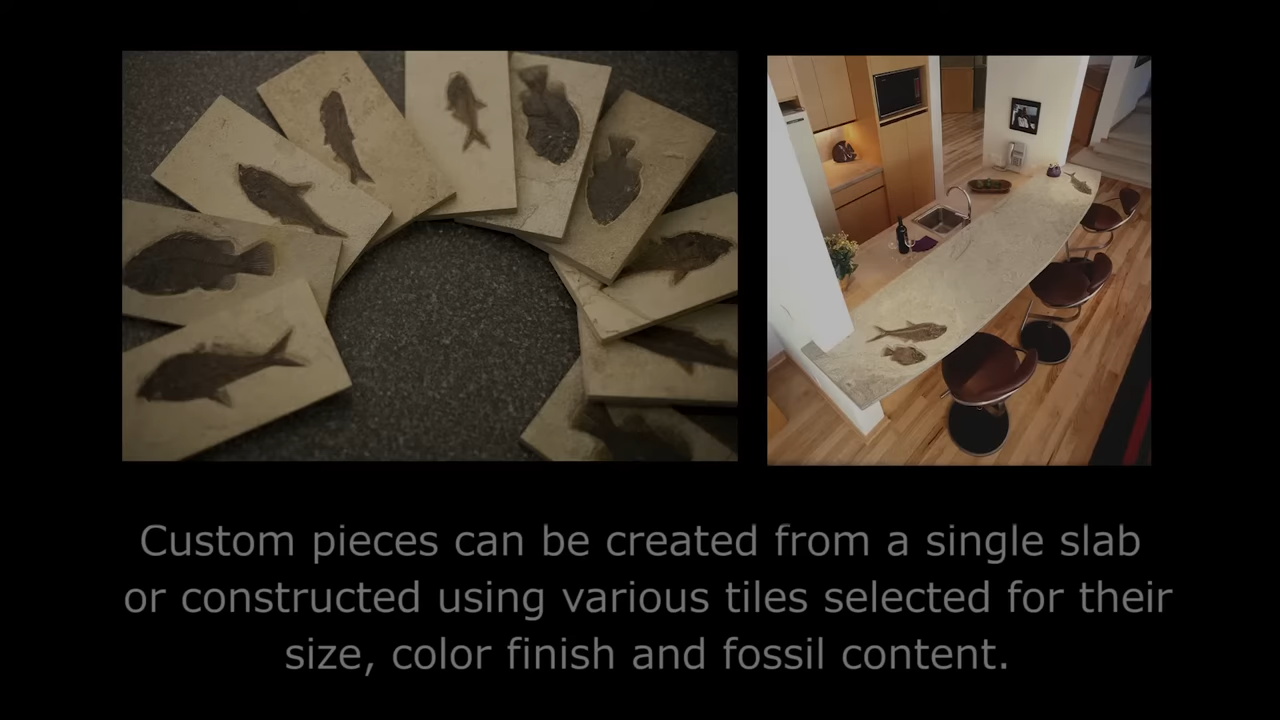 Custom pieces can be created from a single slab
or constructed using various tiles selected for their
size, color finish and fossil content.